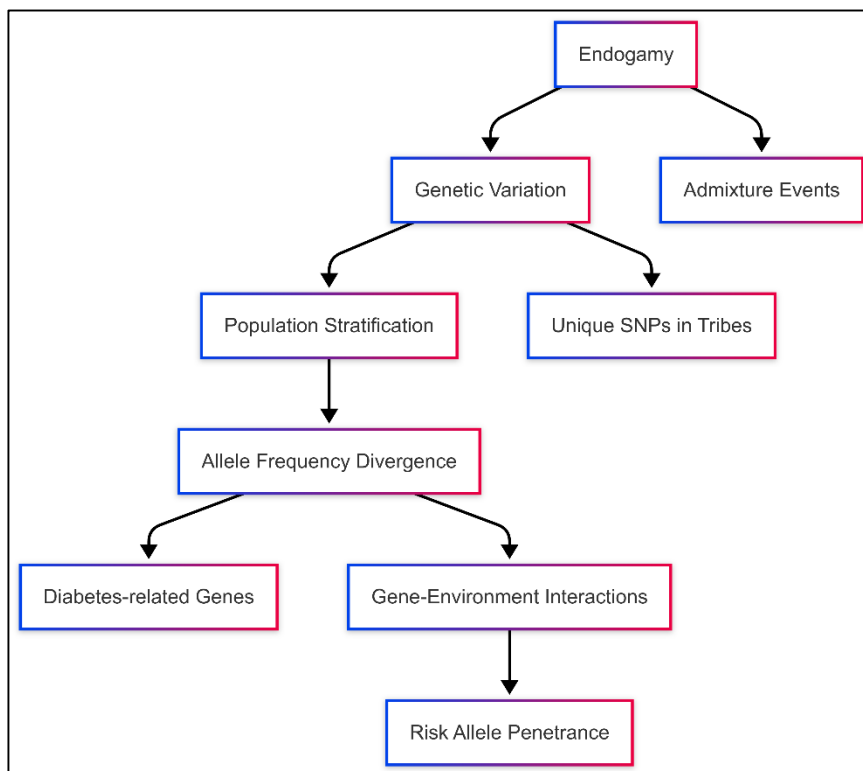 Endogamy
Genetic Variation
Admixture Events
Population Stratification
Unique SNPs in Tribes
Allele Frequency Divergence
Diabetes-related Genes
Gene-Environment Interactions
Risk Allele Penetrance